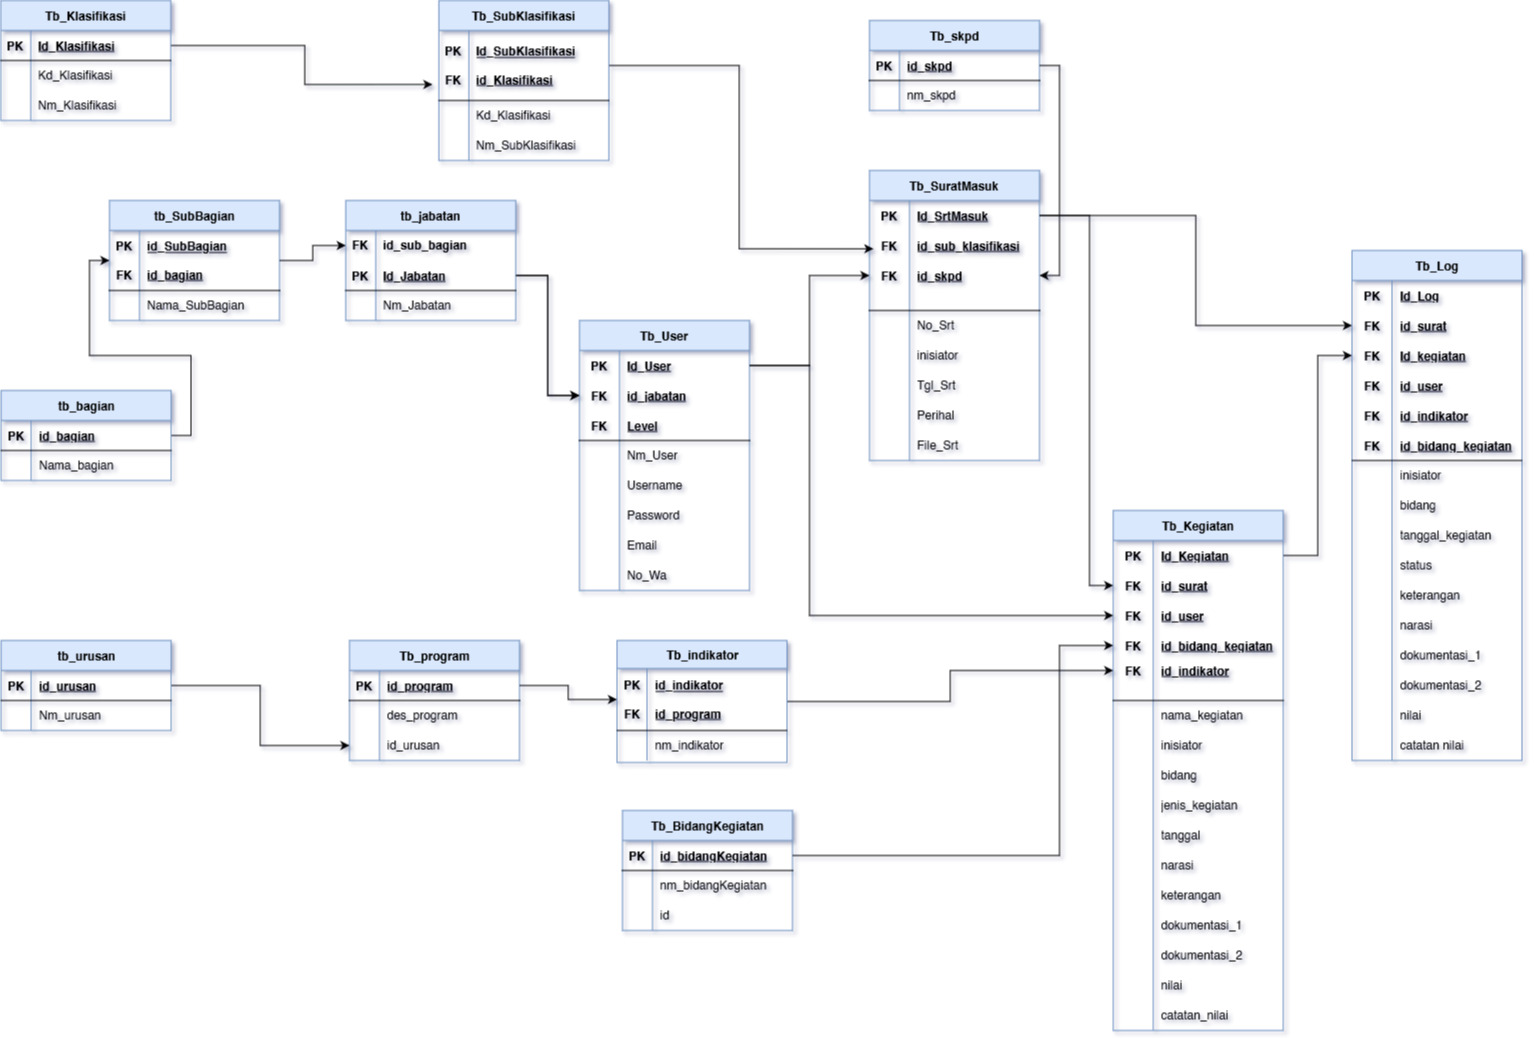 Tb_Klasifikasi
PK Id_Klasifikasi
Kd_Klasifikasi
Nm_Klasifikasi
Tb_SubKlasifikasi
PK Id_SubKlasifikasi
FK id_Klasifikasi
Kd_Klasifikasi
Nm_SubKlasifikasi
Tb_skpd
PK id_skpd
nm_skpd
tb_SubBagian
PK id_SubBagian
FK id_bagian
Nama_SubBagian
tb_jabatan
FK id_sub_bagian
PK Id_Jabatan
Nm_Jabatan
Tb_SuratMasuk
PK Id_SrtMasuk
FK id_sub_klasifikasi
FK id_skpd
No_Srt
inisiator
Tgl_Srt
Perihal
File_Srt
Tb_Log
PK Id_Log
FK id_surat
FK Id_kegiatan
FK id_user
FK id_indikator
FK id_bidang_kegiatan
inisiator
bidang
tanggal_kegiatan
status
keterangan
narasi
dokumentasi_1
dokumentasi_2
nilai
catatan nilai
tb_bagian
PK id_bagian
Nama_bagian
Tb_User
PK Id_User
FK id_jabatan
FK Level
Nm_User
Username
Password
Email
No_Wa
Tb_Kegiatan
PK Id_Kegiatan
FK id_surat
FK id_user
FK id_bidang_kegiatan
FK id_indikator
nama_kegiatan
inisiator
bidang
jenis_kegiatan
tanggal
narasi
keterangan
dokumentasi_1
dokumentasi_2
nilai
catatan_nilai
tb_urusan
PK id_urusan
Nm_urusan
Tb_program
PK id_program
des_program
id_urusan
Tb_indikator
PK id_indikator
FK id_program
nm_indikator
Tb_BidangKegiatan
PK id_bidangKegiatan
nm_bidangKegiatan
id